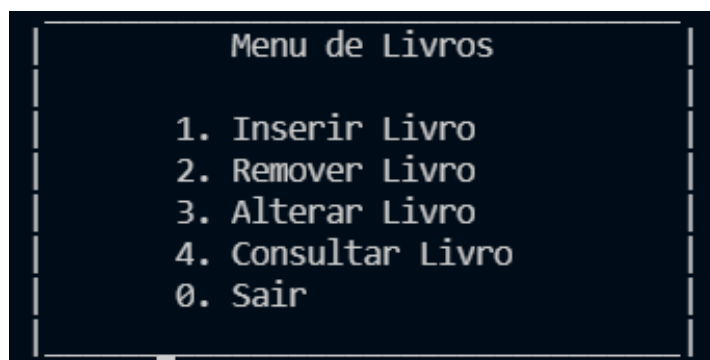 Menu de Livros
1. Inserir Livro
2. Remover Livro
3. Alterar Livro
4. Consultar Livro
0. Sair